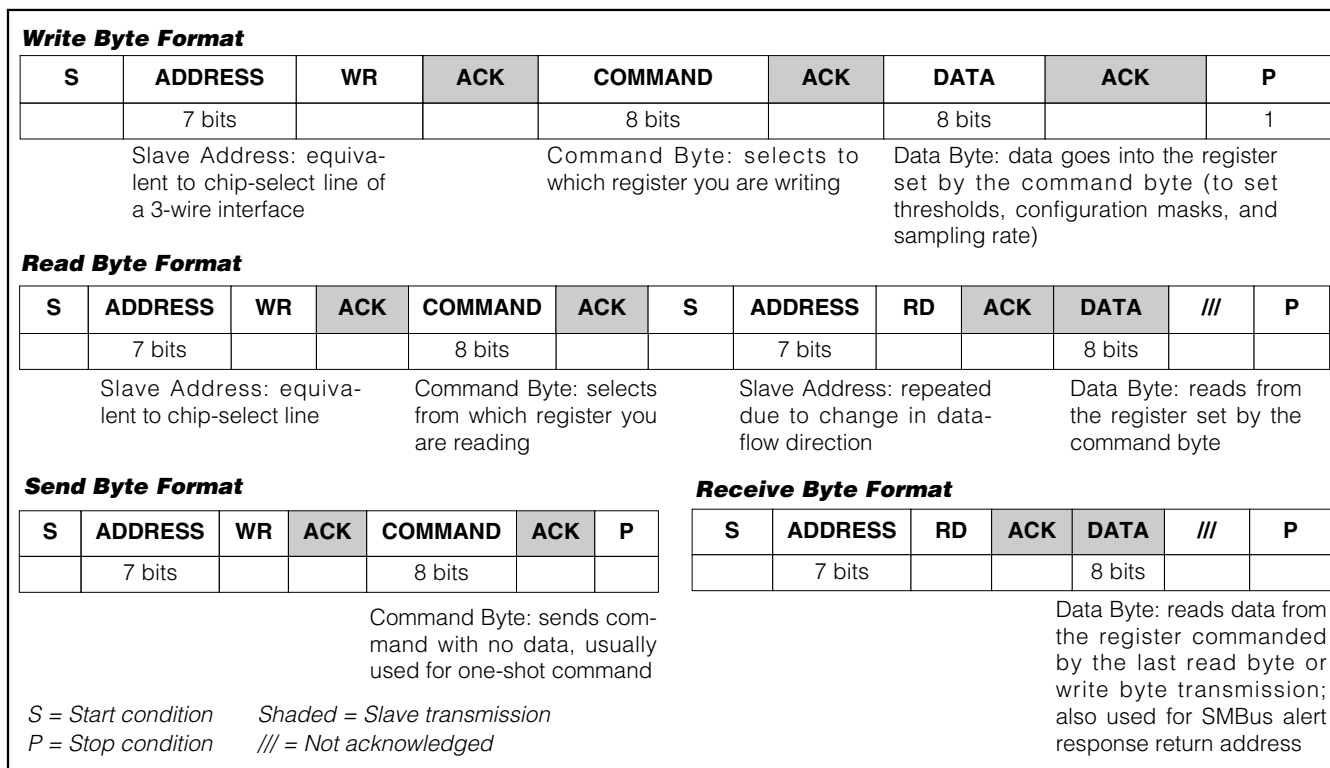 Write Byte Format
S ADDRESS WR ACK COMMAND ACK DATA ACK P
7 bits 8 bits 8 bits 1
Slave Address: equiva-
lent to chip-select line of
a 3-wire interface
Command Byte: selects to
which register you are writing
Data Byte: data goes into the register
set by the command byte (to set
thresholds, configuration masks, and
sampling rate)
Read Byte Format
S ADDRESS WR ACK COMMAND ACK S ADDRESS RD ACK DATA /// P
7 bits 8 bits 7 bits 8 bits
Slave Address: equiva-
lent to chip-select line
Command Byte: selects
from which register you
are reading
Slave Address: repeated
due to change in data-
flow direction
Data Byte: reads from
the register set by the
command byte
Send Byte Format
S ADDRESS WR ACK COMMAND ACK P
7 bits 8 bits
Command Byte: sends com-
mand with no data, usually
used for one-shot command
Receive Byte Format
S ADDRESS RD ACK DATA /// P
7 bits 8 bits
Data Byte: reads data from
the register commanded
by the last read byte or
write byte transmission;
also used for SMBus alert
response return address
S = Start condition Shaded = Slave transmission
P = Stop condition /// = Not acknowledged